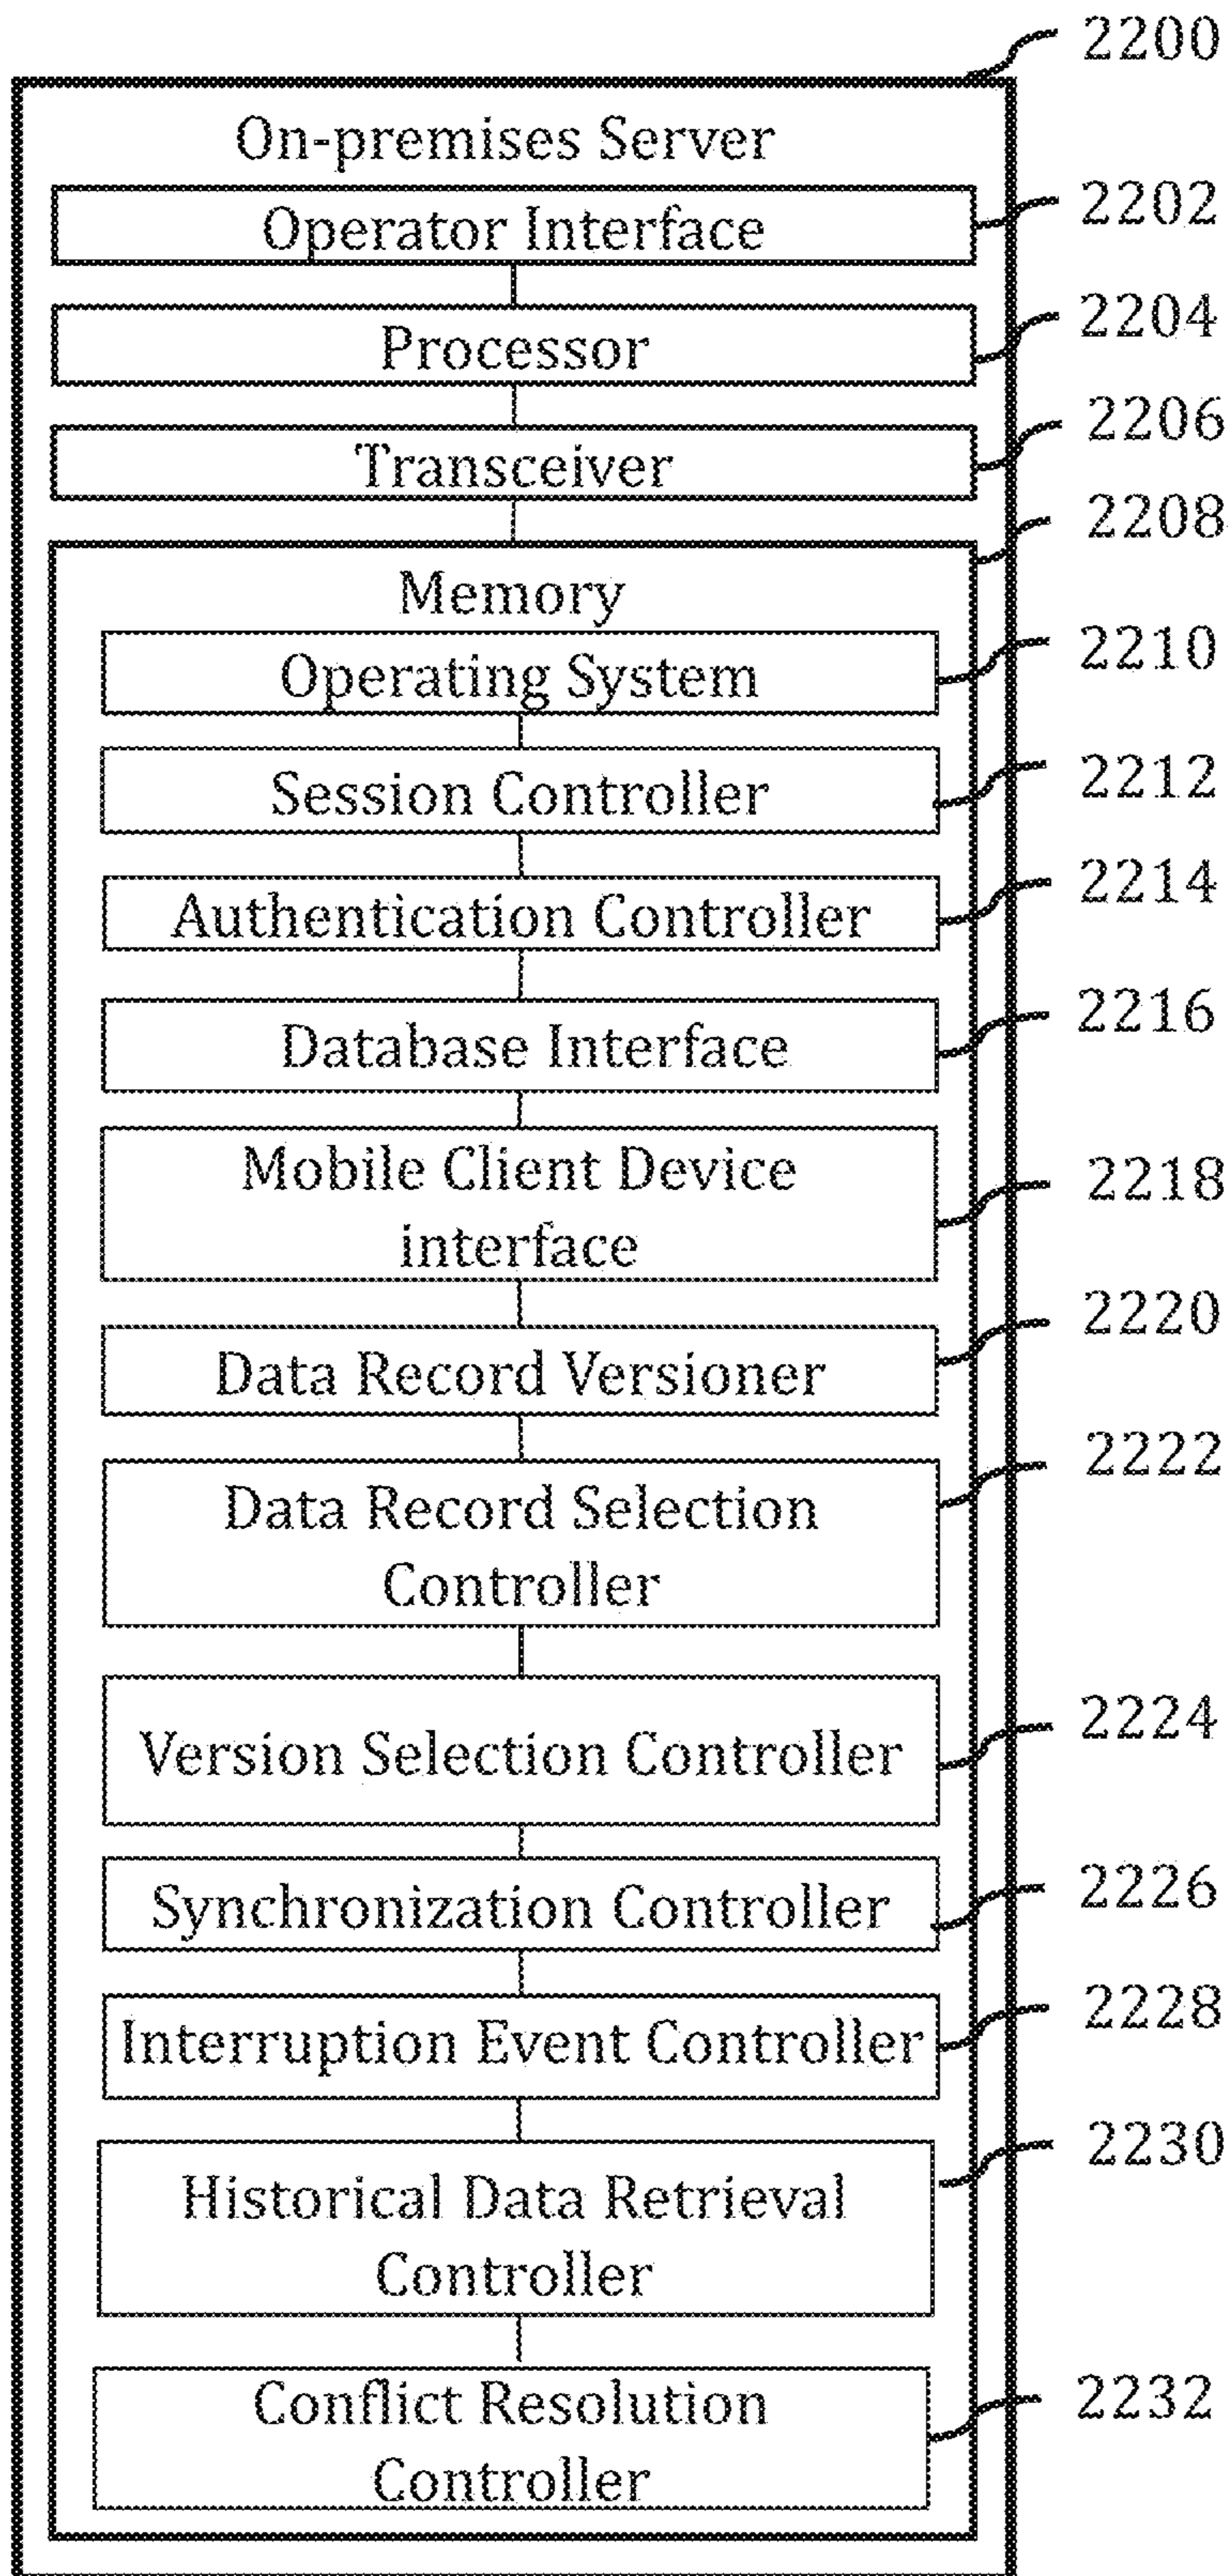 2200
On-premises Server
Operator Interface
2202
Processor
2204
Transceiver
2206
2208
Memory
Operating System
2210
Session Controller
2212
Authentication Controller
2214
Database Interface
2216
Mobile Client Device
interface
2218
Data Record Versioner
2220
Data Record Selection
Controller
2222
Version Selection Controller
2224
Synchronization Controller
2226
Interruption Event Controller
2228
Historical Data Retrieval
Controller
2230
Conflict Resolution
Controller
2232